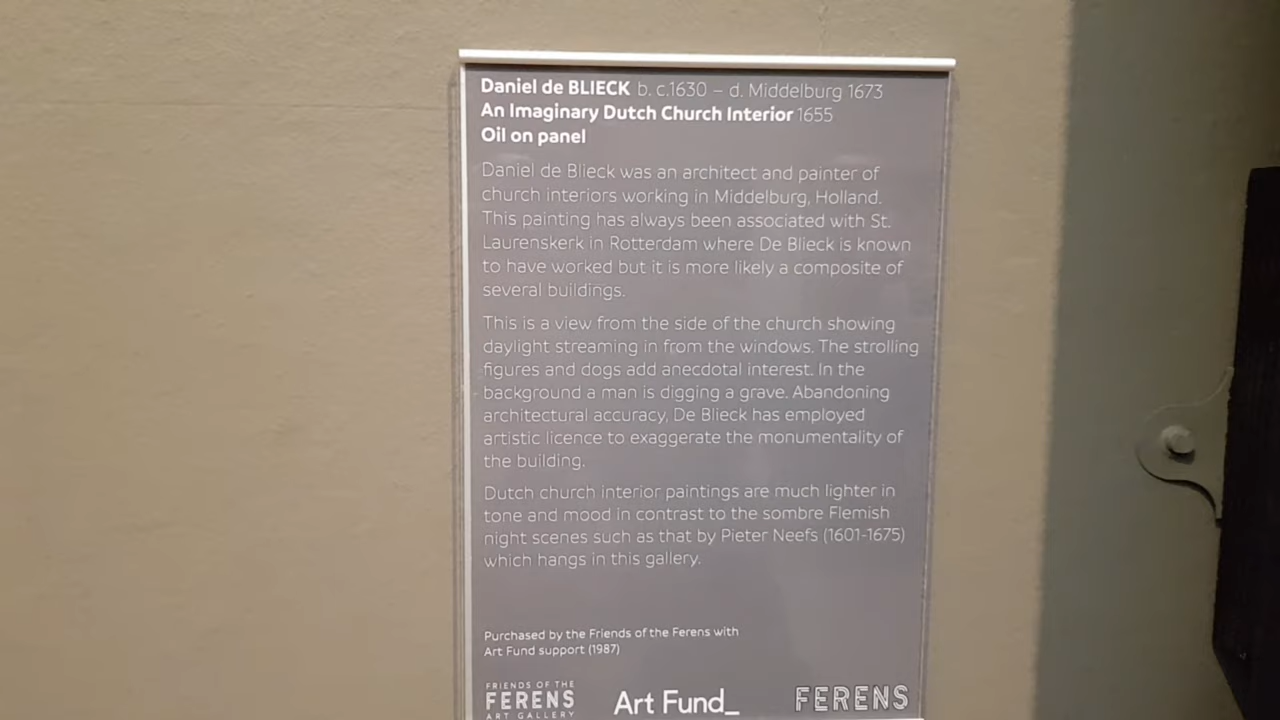 Daniel de BLIECK b. c.1630 – d. Middelburg 1673
An Imaginary Dutch Church Interior 1655
Oil on panel
Daniel de Blieck was an architect and painter of
church interiors working in Middelburg, Holland.
This painting has always been associated with St.
Laurenskerk in Rotterdam where De Blieck is known
to have worked but it is more likely a composite of
several buildings.
This is a view from the side of the church showing
daylight streaming in from the windows. The strolling
figures and dogs add anecdotal interest. In the
background a man is digging a grave. Abandoning
architectural accuracy, De Blieck has employed
artistic licence to exaggerate the monumentality of
the building.
Dutch church interior paintings are much lighter in
tone and mood in contrast to the sombre Flemish
night scenes such as that by Pieter Neefs (1601-1675)
which hangs in this gallery.
Purchased by the Friends of the Ferens with
Art Fund support (1987)
FRIENDS OF THE
FERENS
ART GALLERY
Art Fund_
FERENS